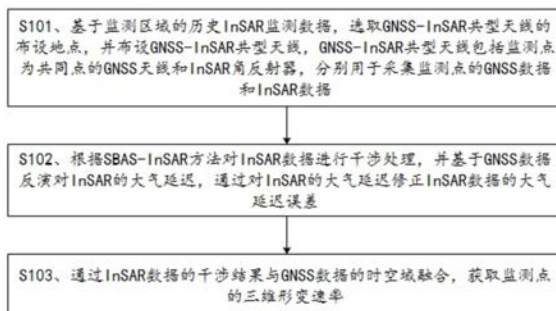 S101、基于监测区域的历史InSAR监测数据，选取GNSS-InSAR共型天线的
布设地点，并布设GNSS-InSAR共型天线，GNSS-InSAR共型天线包括监测点
为共同点的GNSS天线和InSAR角反射器，分别用于采集监测点的GNSS数据
和InSAR数据
S102、根据SBAS-InSAR方法对InSAR数据进行干涉处理，并基于GNSS数据
反演对InSAR的大气延迟，通过对InSAR的大气延迟修正InSAR数据的大气
延迟误差
S103、通过InSAR数据的干涉结果与GNSS数据的时空域融合，获取监测点
的三维形变速率